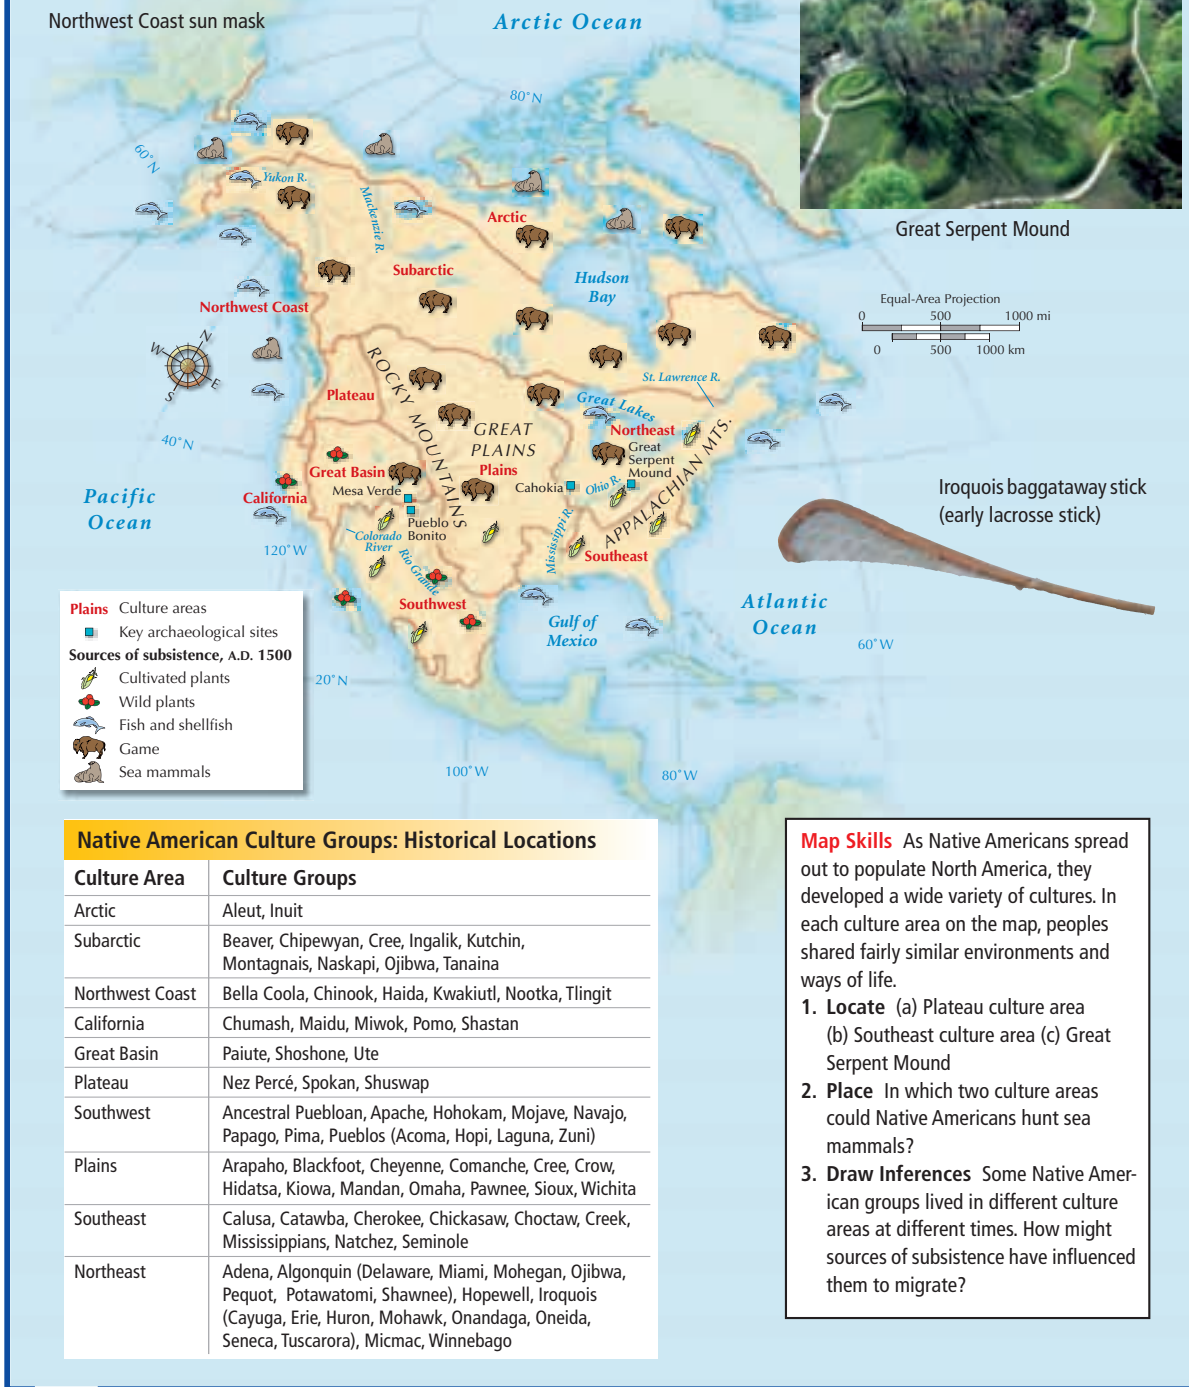 Northwest Coast sun mask
Arctic Ocean
80°N
60°N
Yukon R.
Mackenzie R.
Arctic
Great Serpent Mound
Subarctic
Hudson
Bay
Northwest Coast
Equal-Area Projection
0 500 1000 mi
0 500 1000 km
N
W
E
S
ROCKY MOUNTAINS
St. Lawrence R.
Plateau
Great Lakes
40°N
GREAT
PLAINS
Northeast
APPALACHIAN MTS.
Great
Serpent
Mound
Great Basin
Plains
Mesa Verde
Cahokia
Ohio R.
California
Pacific
Ocean
Iroquois baggataway stick
(early lacrosse stick)
Pueblo
Bonito
Colorado
River
Mississippi R.
120°W
Rio Grande
Southeast
Southwest
Gulf of
Mexico
Atlantic
Ocean
60°W
Plains Culture areas
Key archaeological sites
Sources of subsistence, A.D. 1500
Cultivated plants
Wild plants
Fish and shellfish
Game
Sea mammals
20°N
100°W
80°W
Native American Culture Groups: Historical Locations
Culture Area Culture Groups
Arctic Aleut, Inuit
Subarctic Beaver, Chipewyan, Cree, Ingalik, Kutchin,
Montagnais, Naskapi, Ojibwa, Tanaina
Northwest Coast Bella Coola, Chinook, Haida, Kwakiutl, Nootka, Tlingit
California Chumash, Maidu, Miwok, Pomo, Shastan
Great Basin Paiute, Shoshone, Ute
Plateau Nez Percé, Spokan, Shuswap
Southwest Ancestral Puebloan, Apache, Hohokam, Mojave, Navajo,
Papago, Pima, Pueblos (Acoma, Hopi, Laguna, Zuni)
Plains Arapaho, Blackfoot, Cheyenne, Comanche, Cree, Crow,
Hidatsa, Kiowa, Mandan, Omaha, Pawnee, Sioux, Wichita
Southeast Calusa, Catawba, Cherokee, Chickasaw, Choctaw, Creek,
Mississippians, Natchez, Seminole
Northeast Adena, Algonquin (Delaware, Miami, Mohegan, Ojibwa,
Pequot, Potawatomi, Shawnee), Hopewell, Iroquois
(Cayuga, Erie, Huron, Mohawk, Onandaga, Oneida,
Seneca, Tuscarora), Micmac, Winnebago
Map Skills As Native Americans spread
out to populate North America, they
developed a wide variety of cultures. In
each culture area on the map, peoples
shared fairly similar environments and
ways of life.
1. Locate (a) Plateau culture area
(b) Southeast culture area (c) Great
Serpent Mound
2. Place In which two culture areas
could Native Americans hunt sea
mammals?
3. Draw Inferences Some Native Amer-
ican groups lived in different culture
areas at different times. How might
sources of subsistence have influenced
them to migrate?